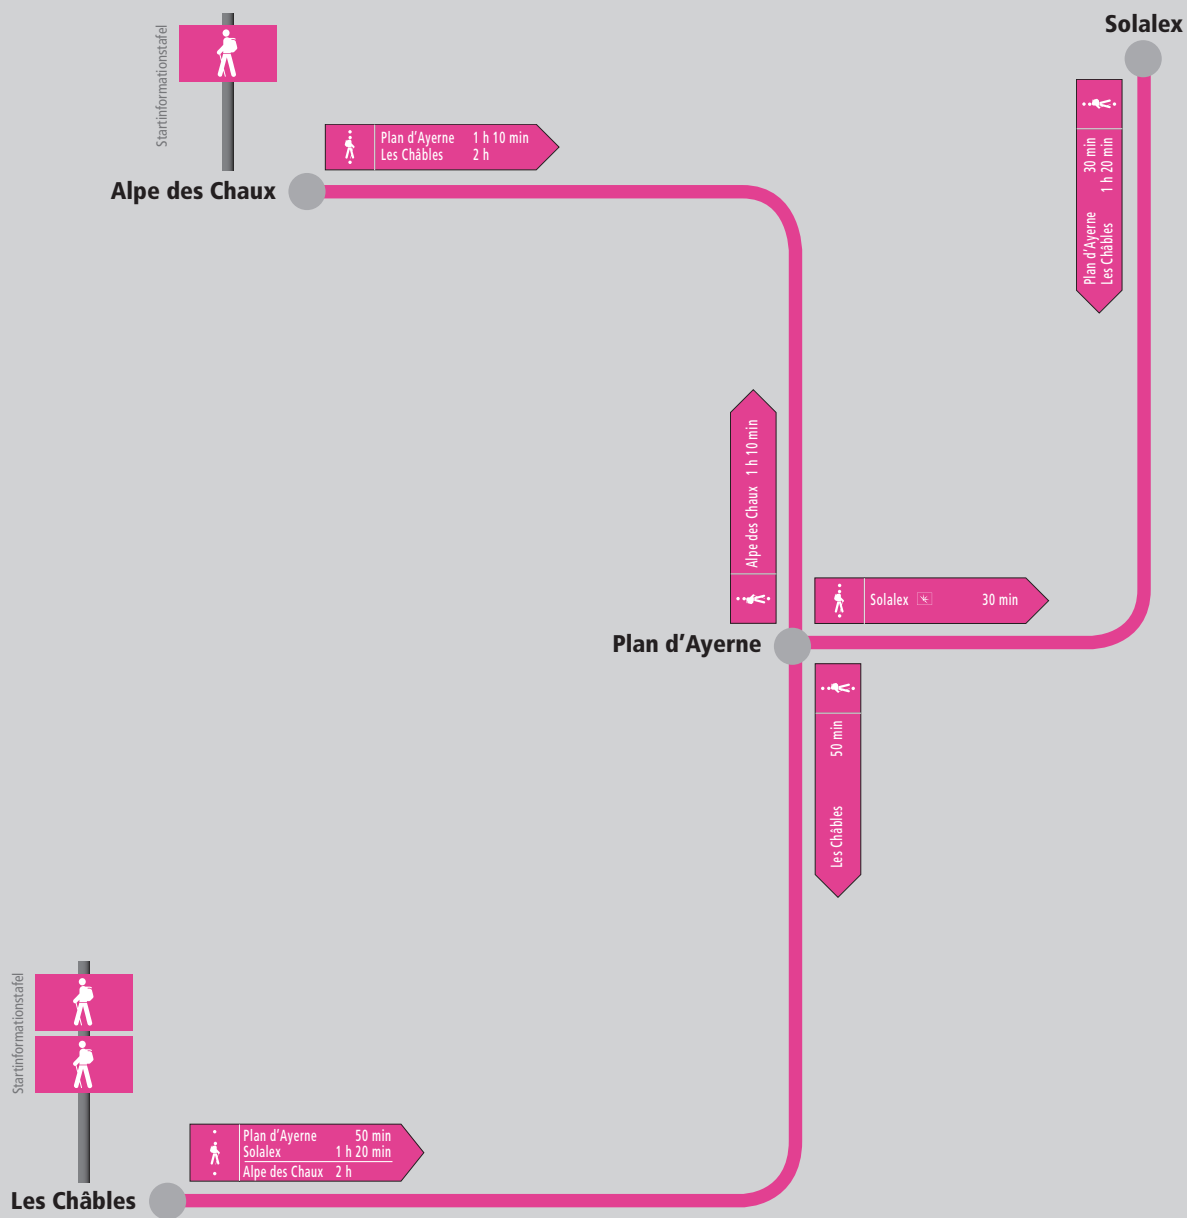 Solalex
Startinformationstafel
Plan d'Ayerne 1 h 10 min
Les Châbles 2 h
Alpe des Chaux
Plan d'Ayerne 30 min
Les Châbles 1 h 20 min
Alpe des Chaux 1 h 10 min
Solalex 30 min
Plan d'Ayerne
Les Châbles 50 min
Startinformationstafel
Plan d'Ayerne 50 min
Solalex 1 h 20 min
Alpe des Chaux 2 h
Les Châbles